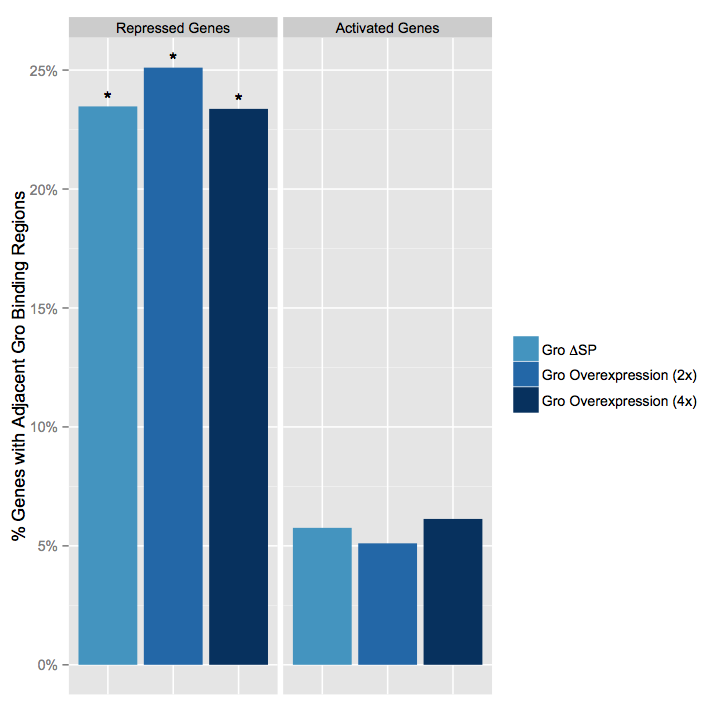 Repressed Genes
Activated Genes
*
*
*
% Genes with Adjacent Gro Binding Regions
25%
20%
15%
10%
5%
0%
Gro ΔSP
Gro Overexpression (2x)
Gro Overexpression (4x)